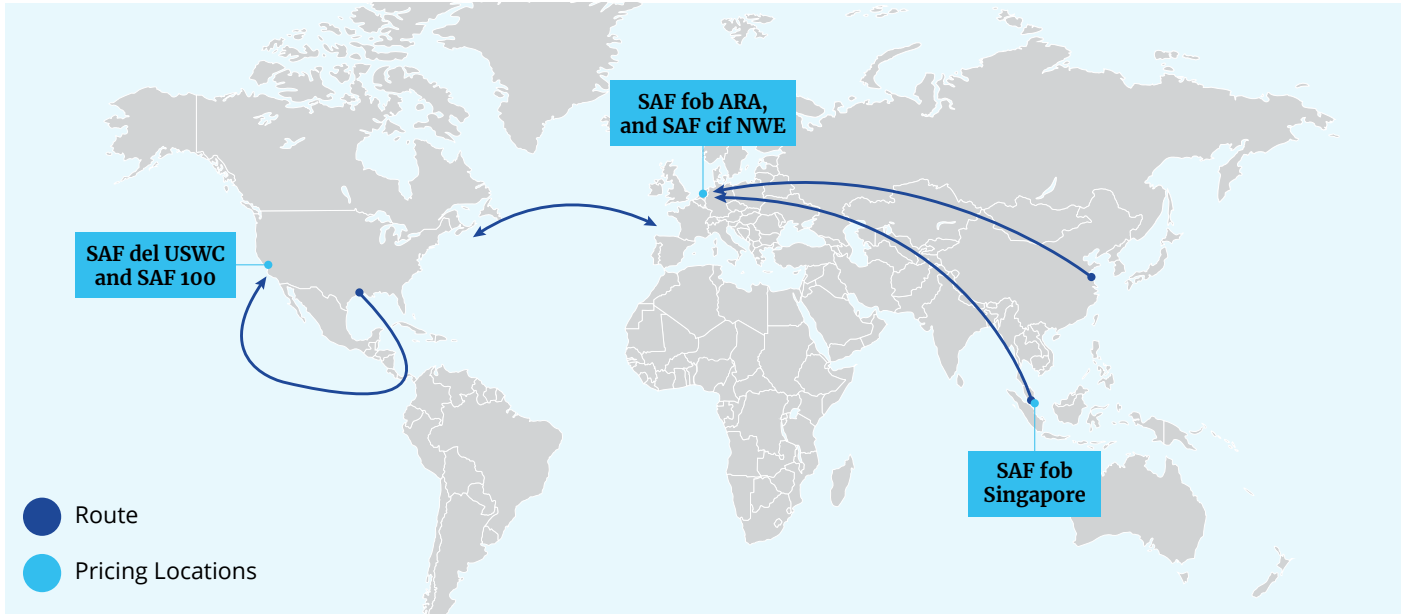 SAF fob ARA,
and SAF cif NWE
SAF del USWC
and SAF 100
SAF fob
Singapore
Route
Pricing Locations